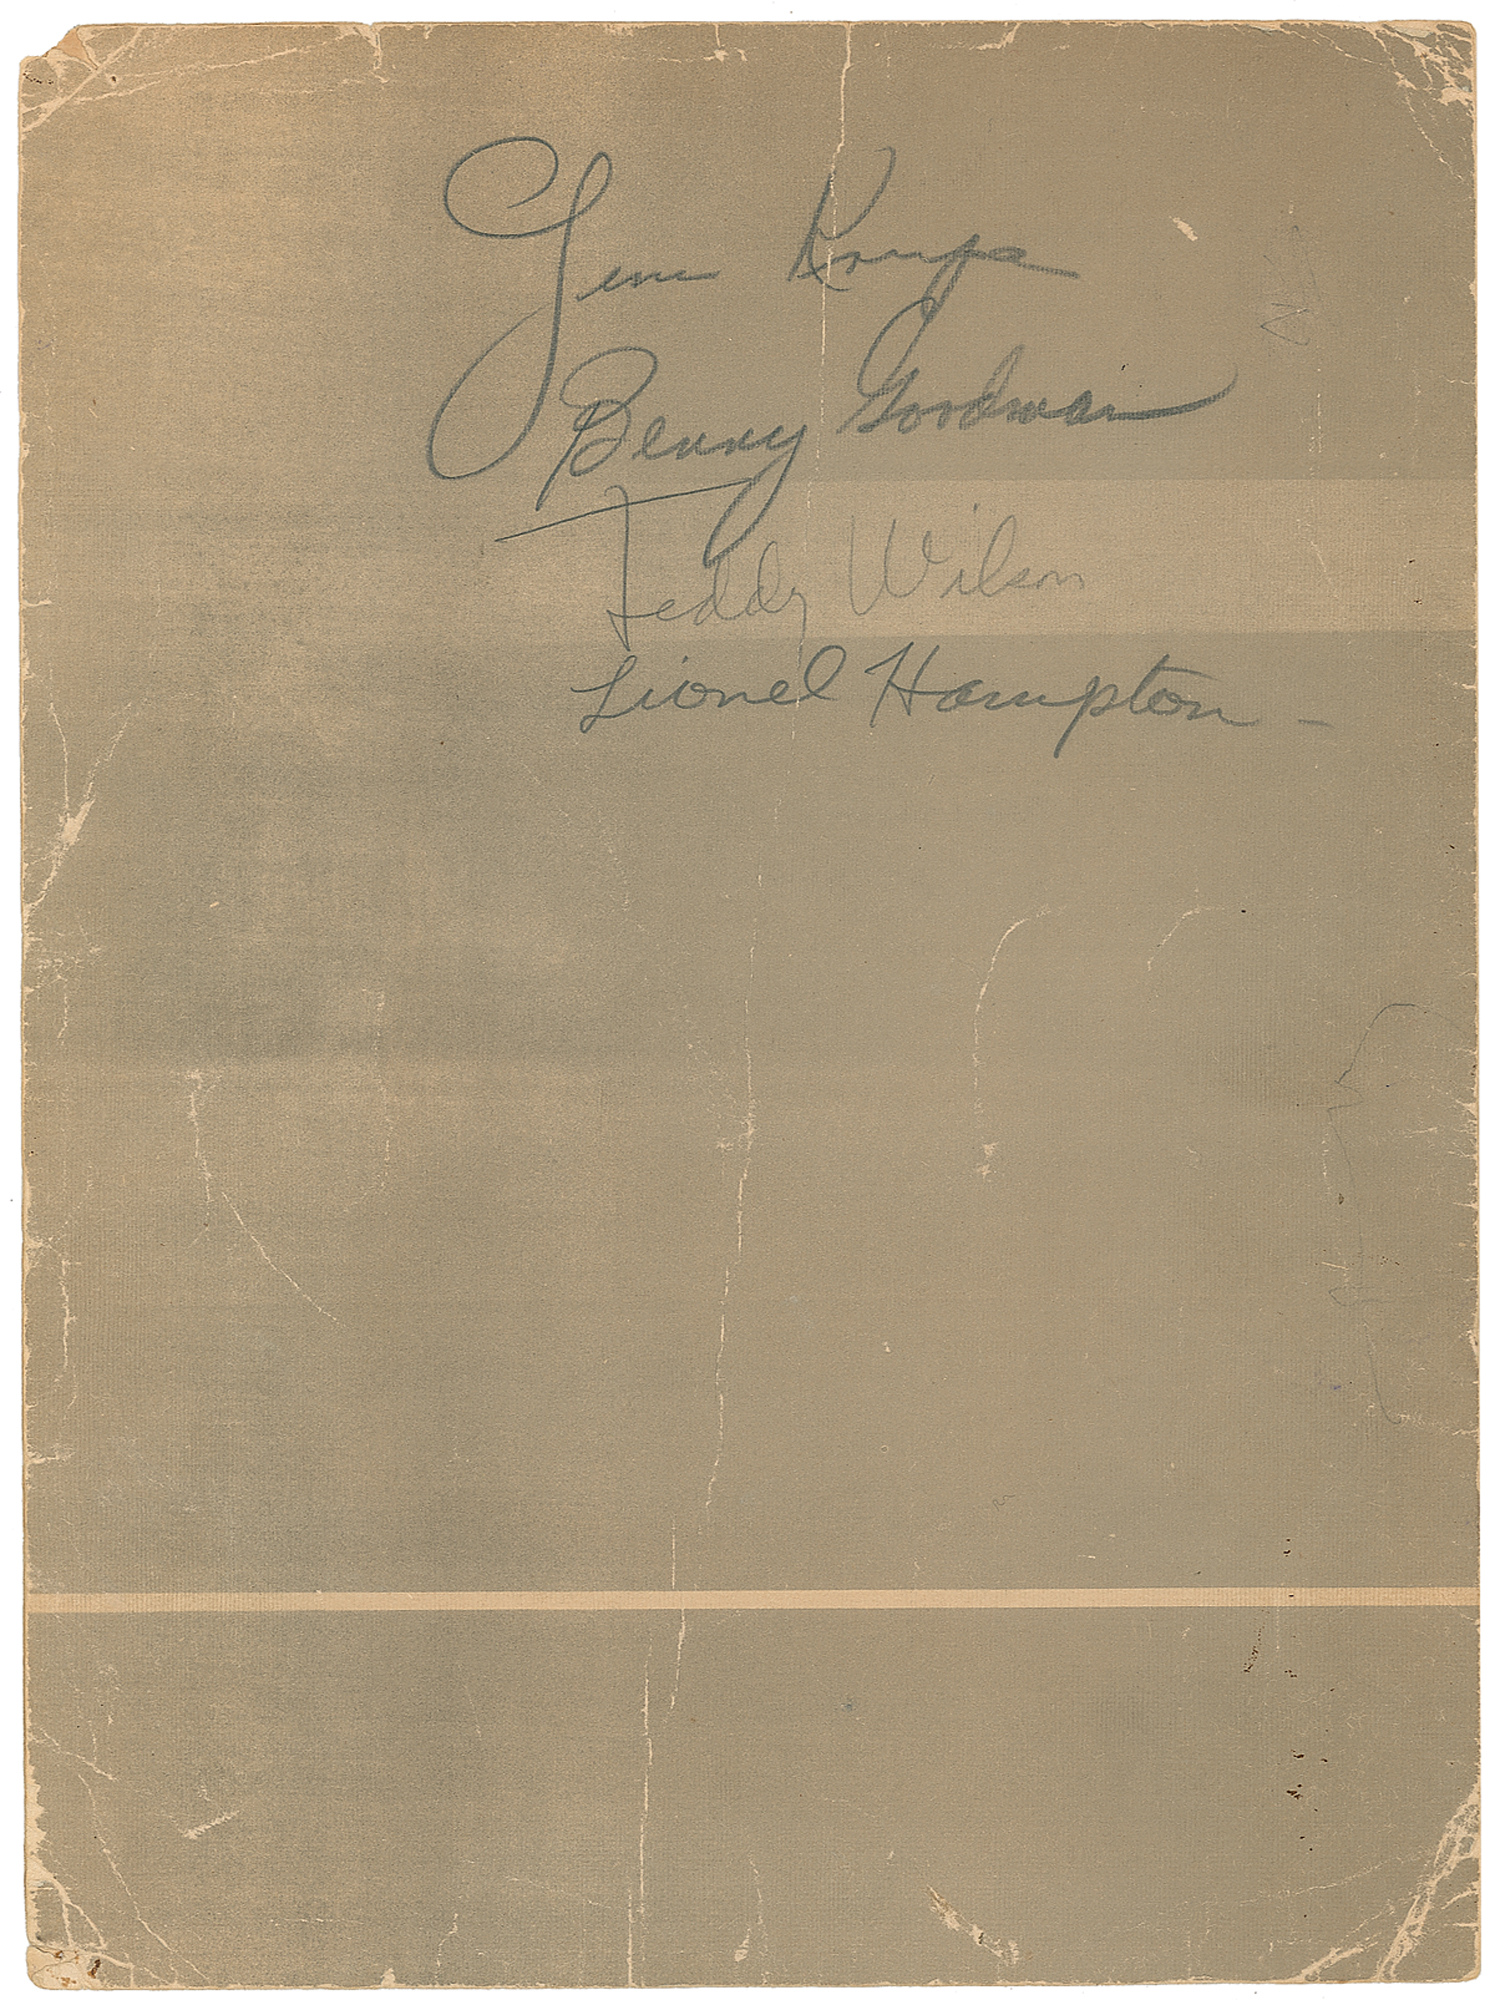 Gene Krupa
Benny Goodman
Teddy Wilson
Lionel Hampton -